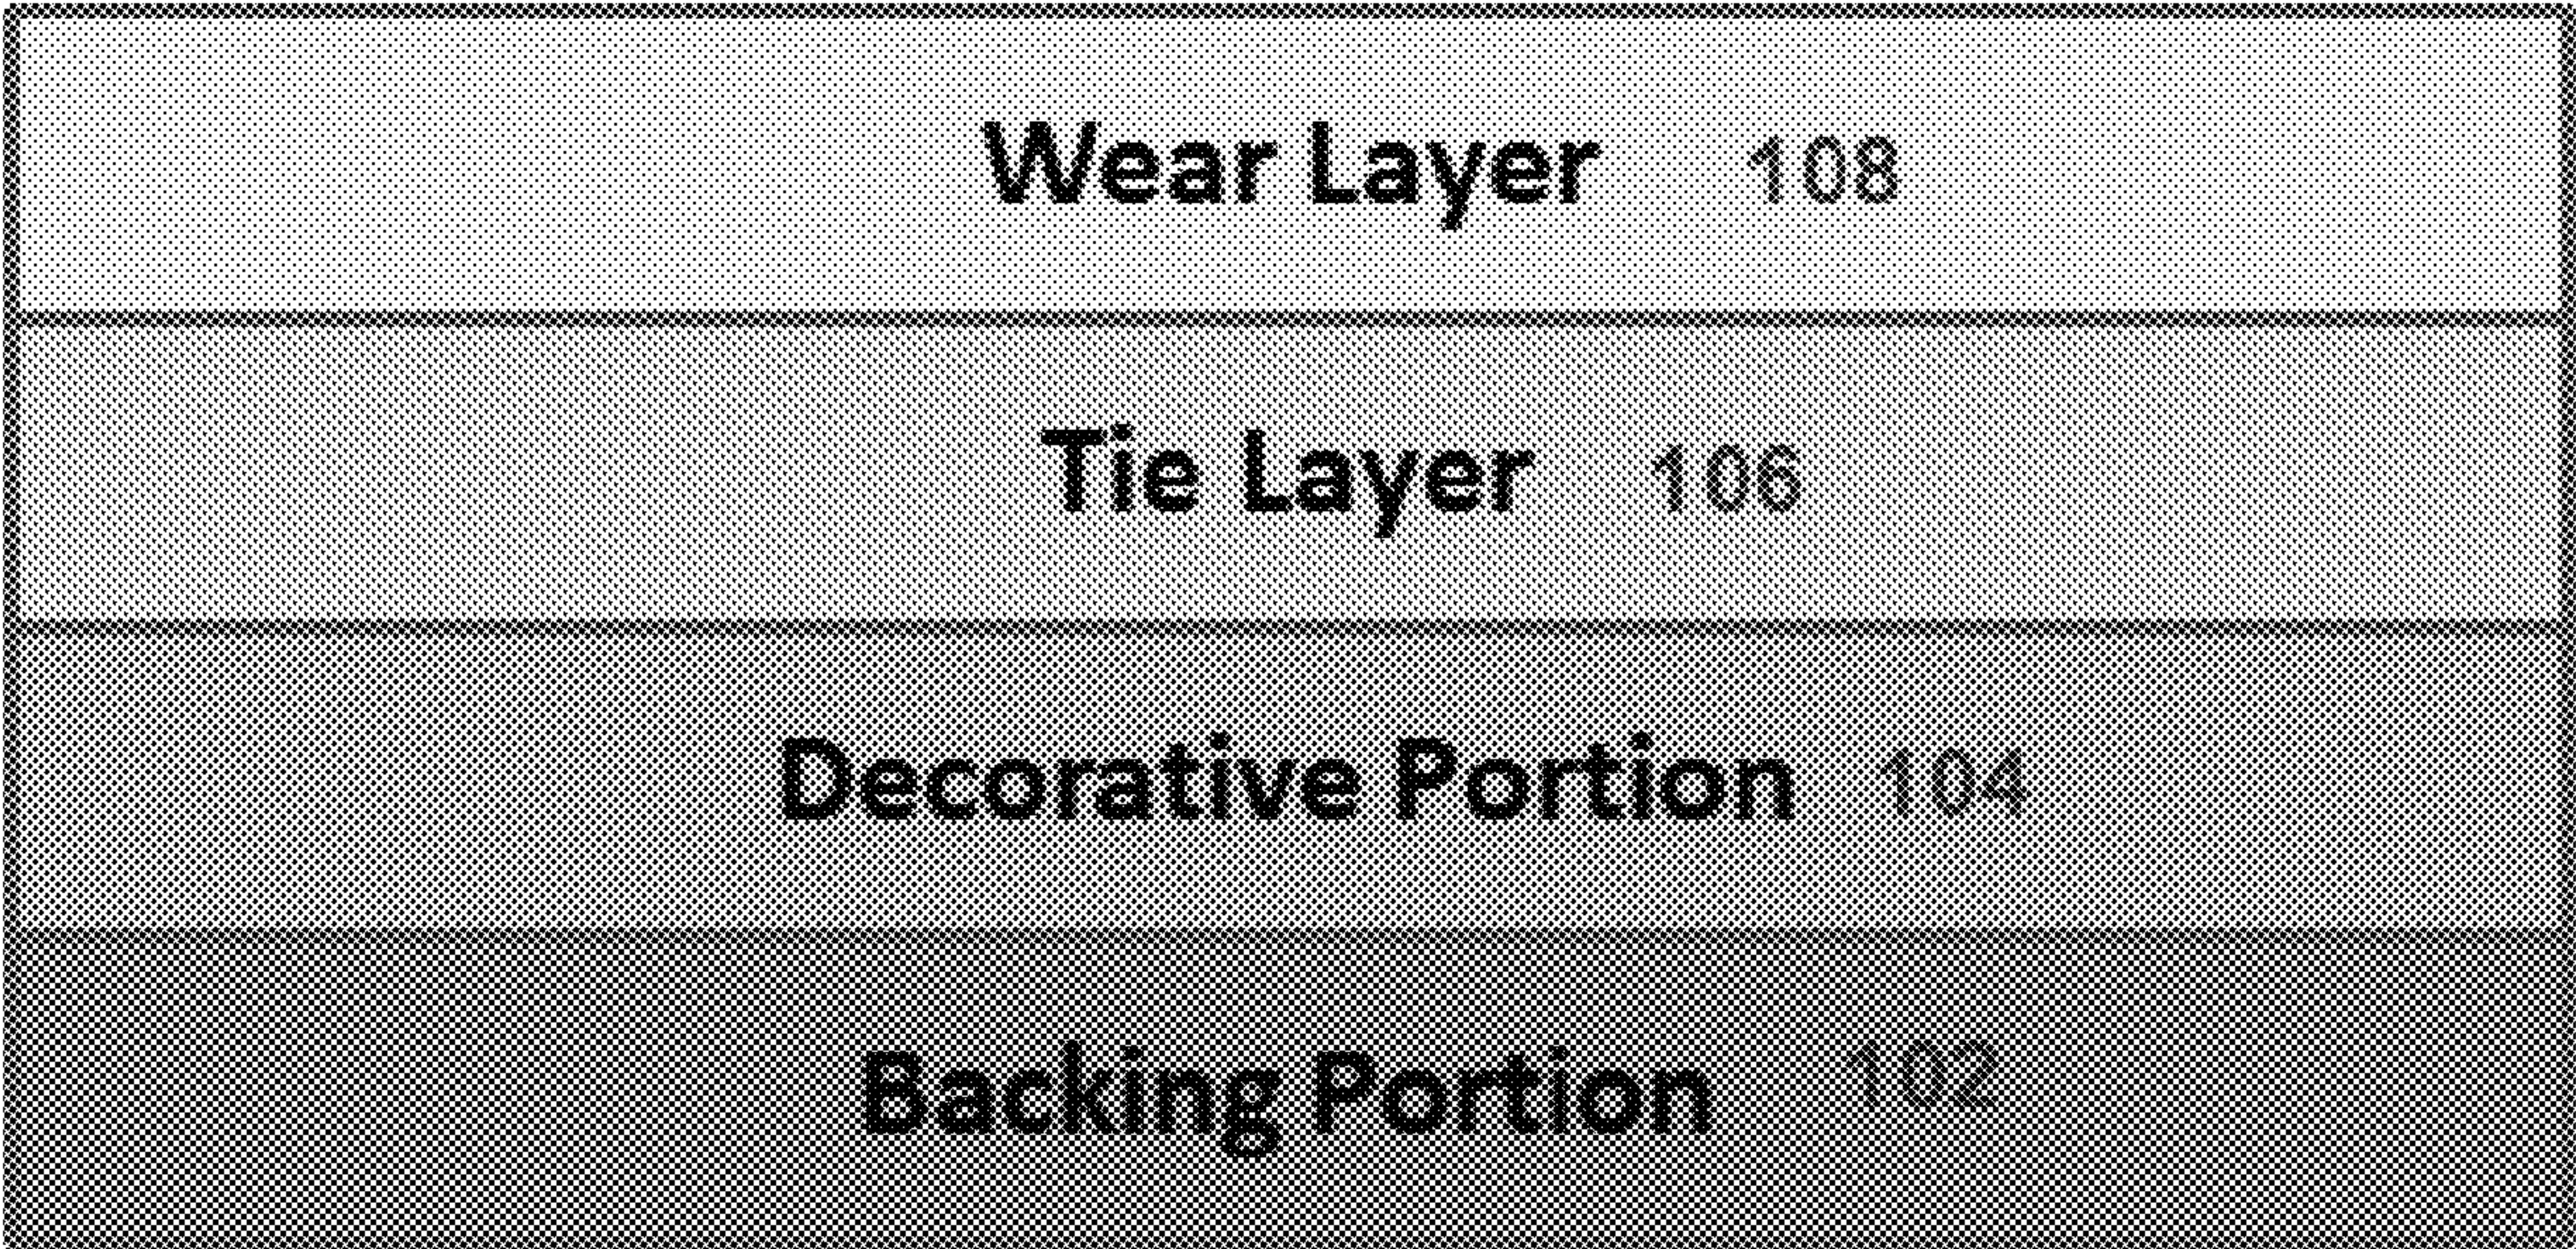 Wear Layer 108
Tie Layer 106
Decorative Portion 104
Backing Portion 102